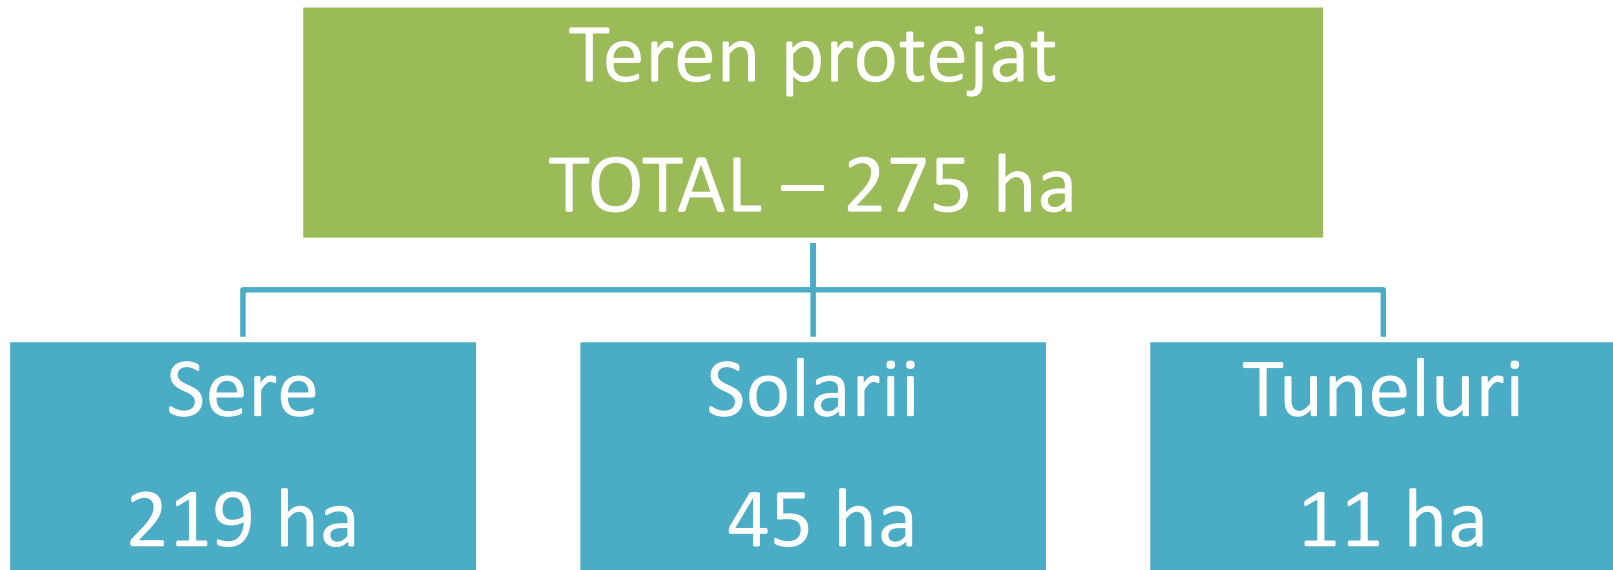 Teren protejat
TOTAL – 275 ha
Sere
219 ha
Solarii
45 ha
Tuneluri
11 ha